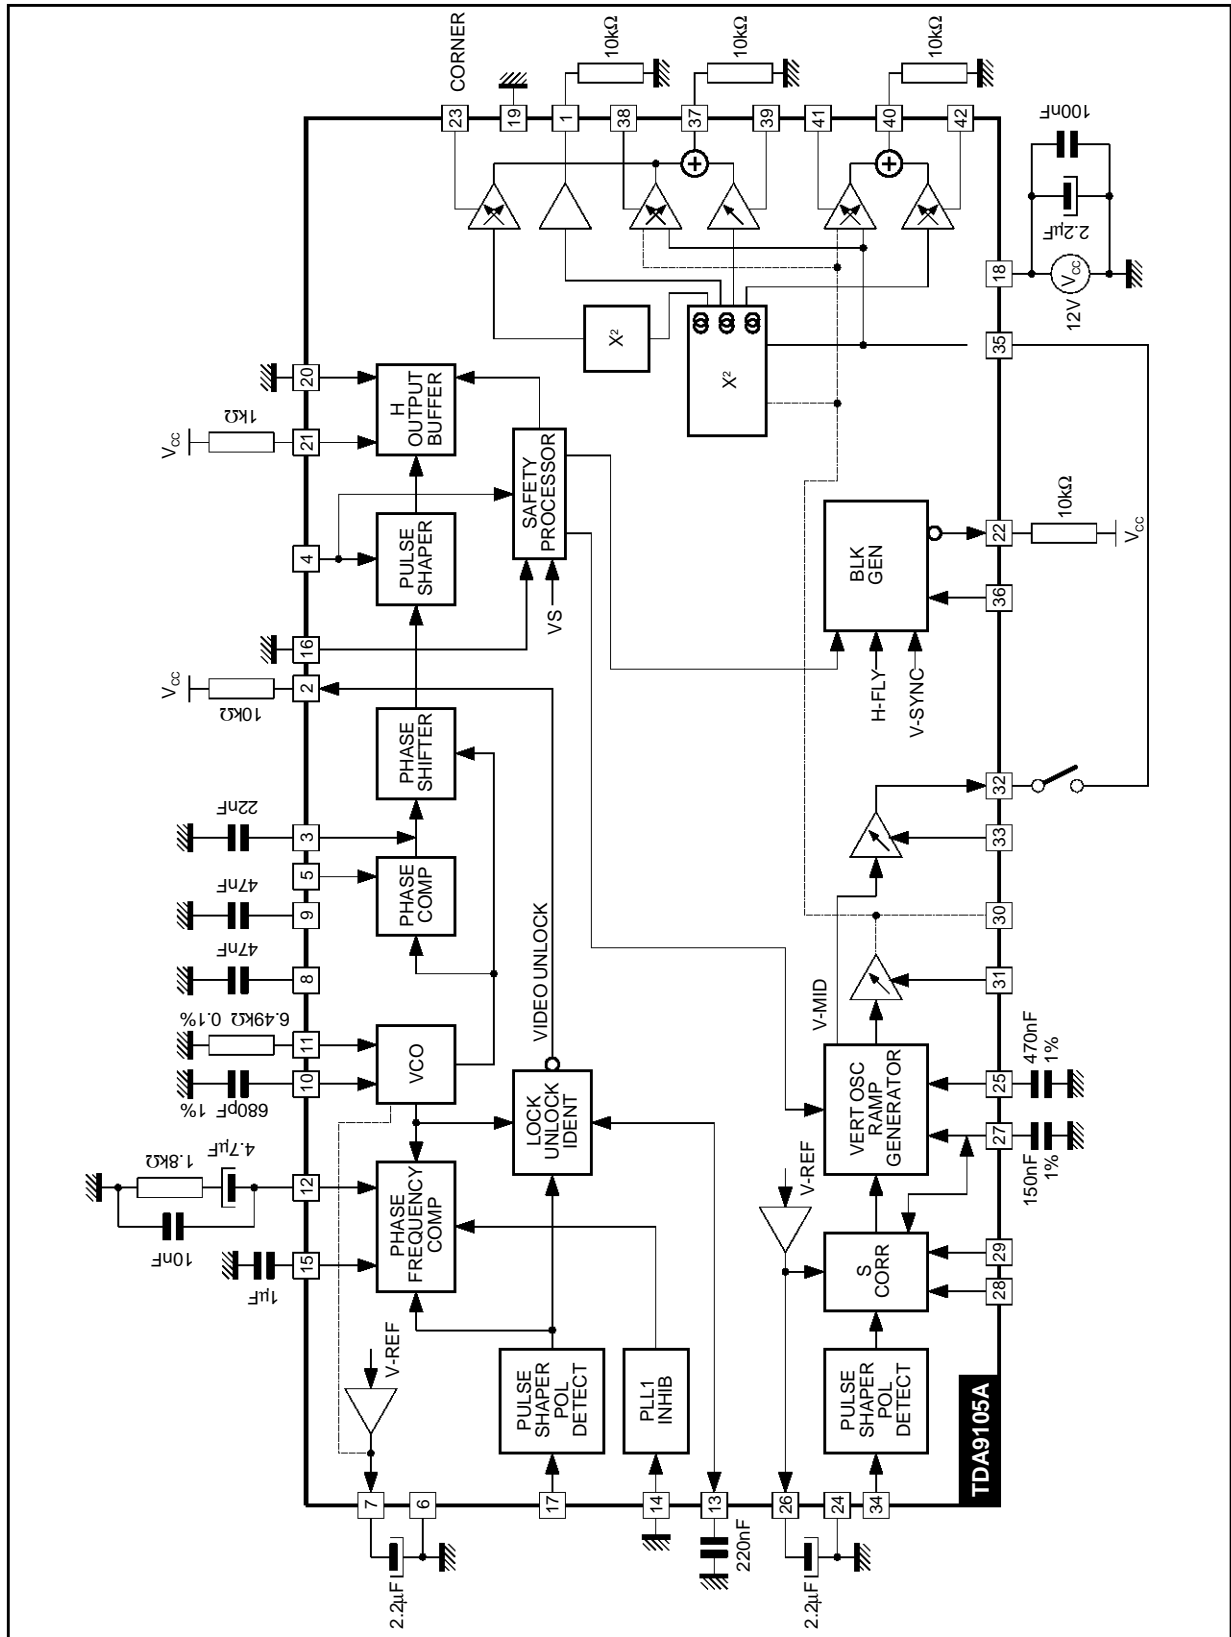 7
6
17
14
13
26
24
34
2.2µF
220nF
2.2µF
15
12
10
11
8
9
5
3
2
16
4
21
20
1µF
10nF
1.8kΩ
4.7µF
680pF 1%
6.49kΩ 0.1%
47nF
47nF
22nF
10kΩ
VCC
1kΩ
VCC
V-REF
PULSE
SHAPER
POL
DETECT
PLL1
INHIB
PHASE
FREQUENCY
COMP
VCO
LOCK
UNLOCK
IDENT
VIDEO UNLOCK
PHASE
COMP
PHASE
SHIFTER
PULSE
SHAPER
H
OUTPUT
BUFFER
SAFETY
PROCESSOR
VS
X²
X²
PULSE
SHAPER
POL
DETECT
S
CORR
V-REF
VERT OSC
RAMP
GENERATOR
V-MID
BLK
GEN
H-FLY
V-SYNC
28
29
27
25
31
30
33
32
36
22
35
18
150nF
1%
470nF
1%
10kΩ
VCC
12V
VCC
2.2µF
100nF
23
19
1
38
37
39
41
40
42
CORNER
10kΩ
10kΩ
10kΩ
TDA9105A